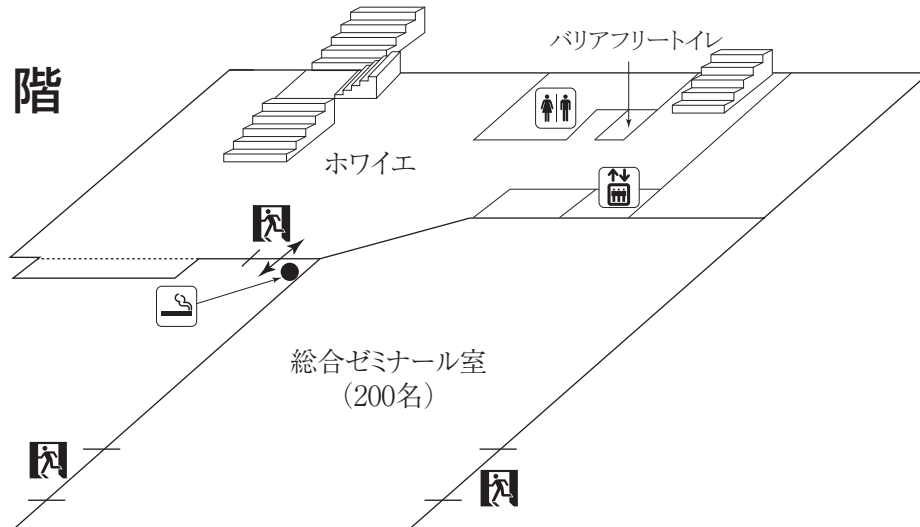 階
バリアフリートイレ
ホワイエ
総合ゼミナール室
（200名）